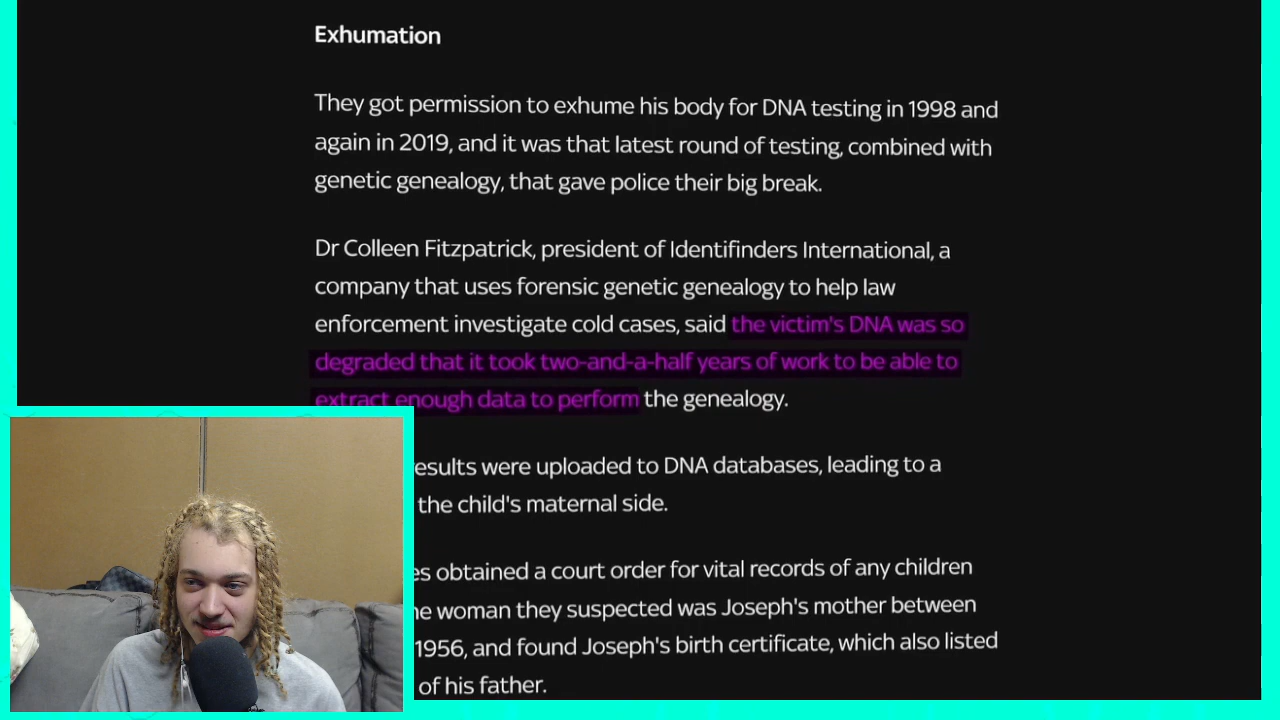 Exhumation
They got permission to exhume his body for DNA testing in 1998 and
again in 2019, and it was that latest round of testing, combined with
genetic genealogy, that gave police their big break.
Dr Colleen Fitzpatrick, president of Identifinders International, a
company that uses forensic genetic genealogy to help law
enforcement investigate cold cases, said the victim's DNA was so
degraded that it took two-and-a-half years of work to be able to
extract enough data to perform the genealogy.
were uploaded to DNA databases, leading to a
the child's maternal side.
obtained a court order for vital records of any children
woman they suspected was Joseph's mother between
1956, and found Joseph's birth certificate, which also listed
of his father.